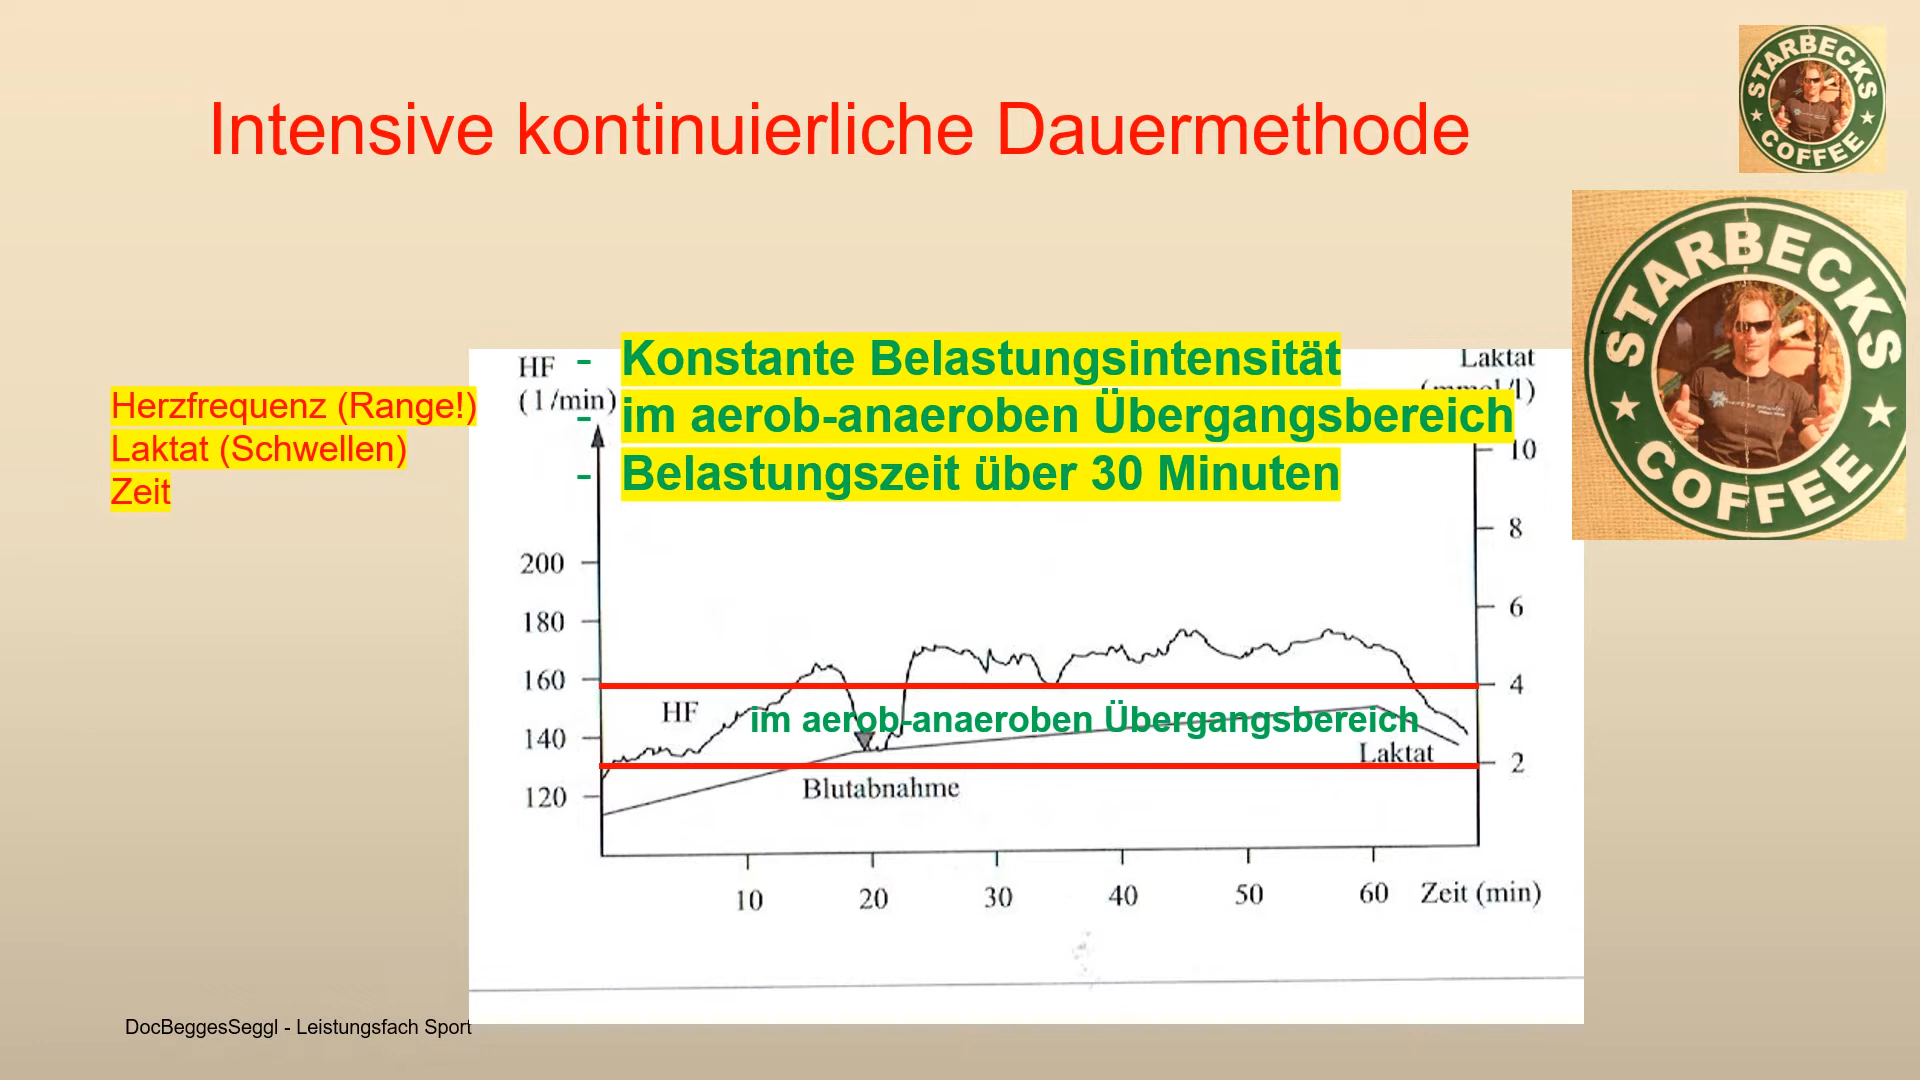 Intensive kontinuierliche Dauermethode
STARBECKS
COFFEE
STARBECKS
COFFEE
Herzfrequenz (Range!)
Laktat (Schwellen)
Zeit
- Konstante Belastungsintensität
- im aerob-anaeroben Übergangsbereich
- Belastungszeit über 30 Minuten
HF
(1/min)
Laktat
(mmol/l)
200
180
160
140
120
10
8
6
4
2
HF
im aerob-anaeroben Übergangsbereich
Laktat
Blutabnahme
10 20 30 40 50 60 Zeit (min)
DocBeggesSeggl - Leistungsfach Sport